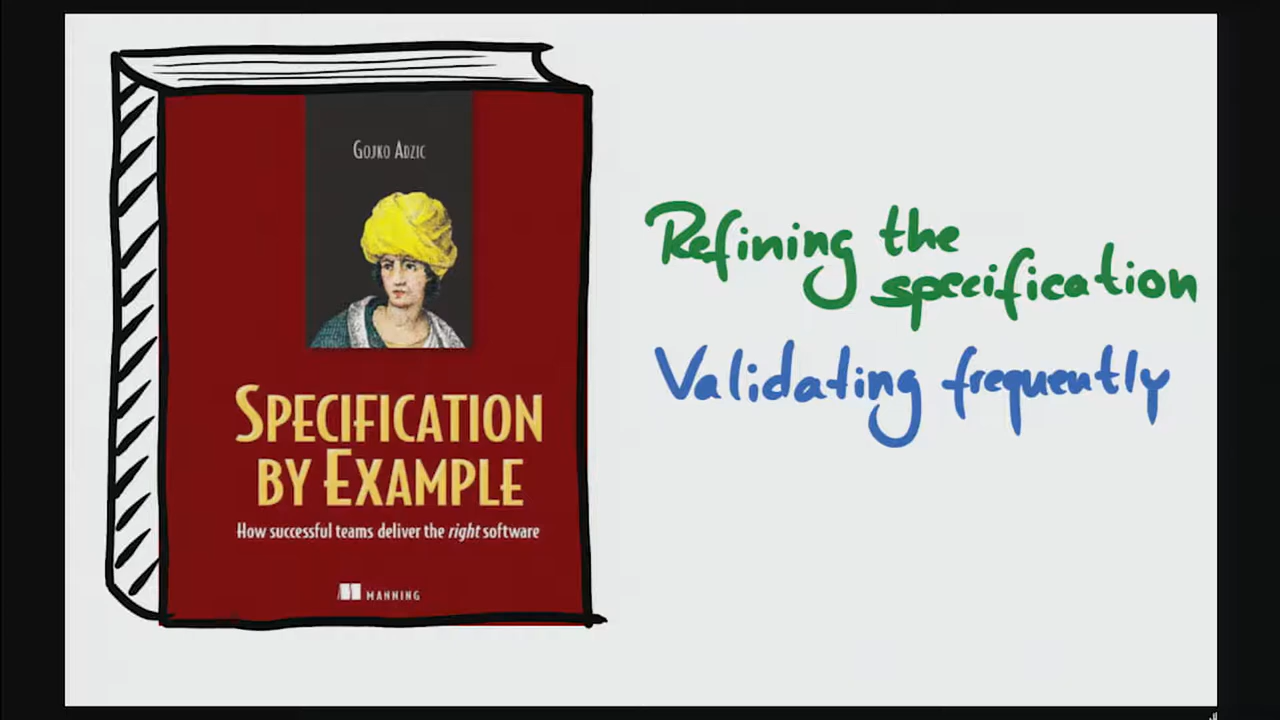 Gojko Adzic
Specification
by Example
How successful teams deliver the right software
MANNING
Refining the
specification
Validating frequently